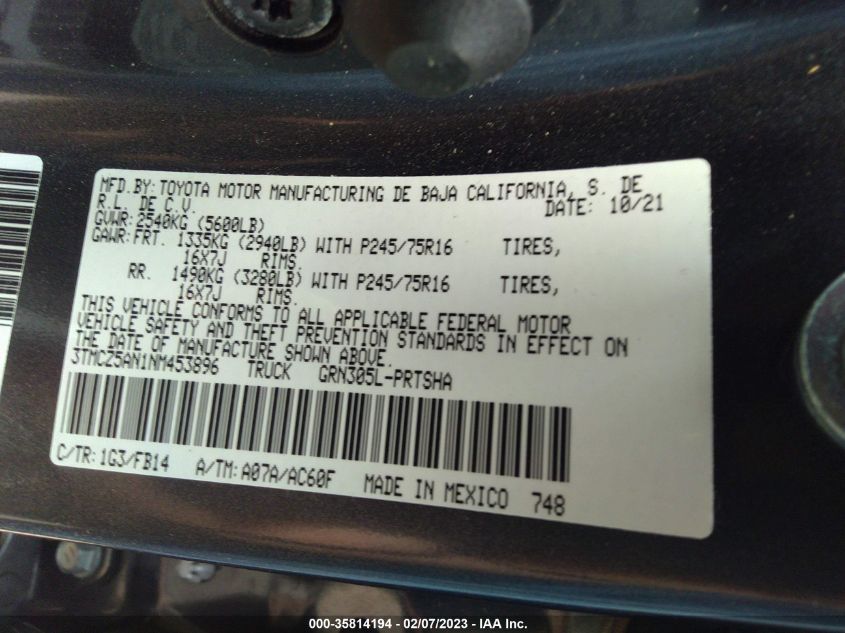 MFD. BY: TOYOTA MOTOR MANUFACTURING DE BAJA CALIFORNIA, S. DE
R.L. DE C.V. DATE: 10/21
GVWR: 2540KG (5600LB)
GAWR: FRT. 1335KG (2940LB) WITH P245/75R16 TIRES,
16X7J RIMS.
RR. 1490KG (3280LB) WITH P245/75R16 TIRES,
16X7J RIMS.
THIS VEHICLE CONFORMS TO ALL APPLICABLE FEDERAL MOTOR
VEHICLE SAFETY AND THEFT PREVENTION STANDARDS IN EFFECT ON
THE DATE OF MANUFACTURE SHOWN ABOVE.
3TMCZ5AN1NM453896 TRUCK GRN305L-PRTSHA
C/TR: 1G3/FB14 A/TM: A07A/AC60F MADE IN MEXICO 748
000-35814194 - 02/07/2023 - © IAA Inc.